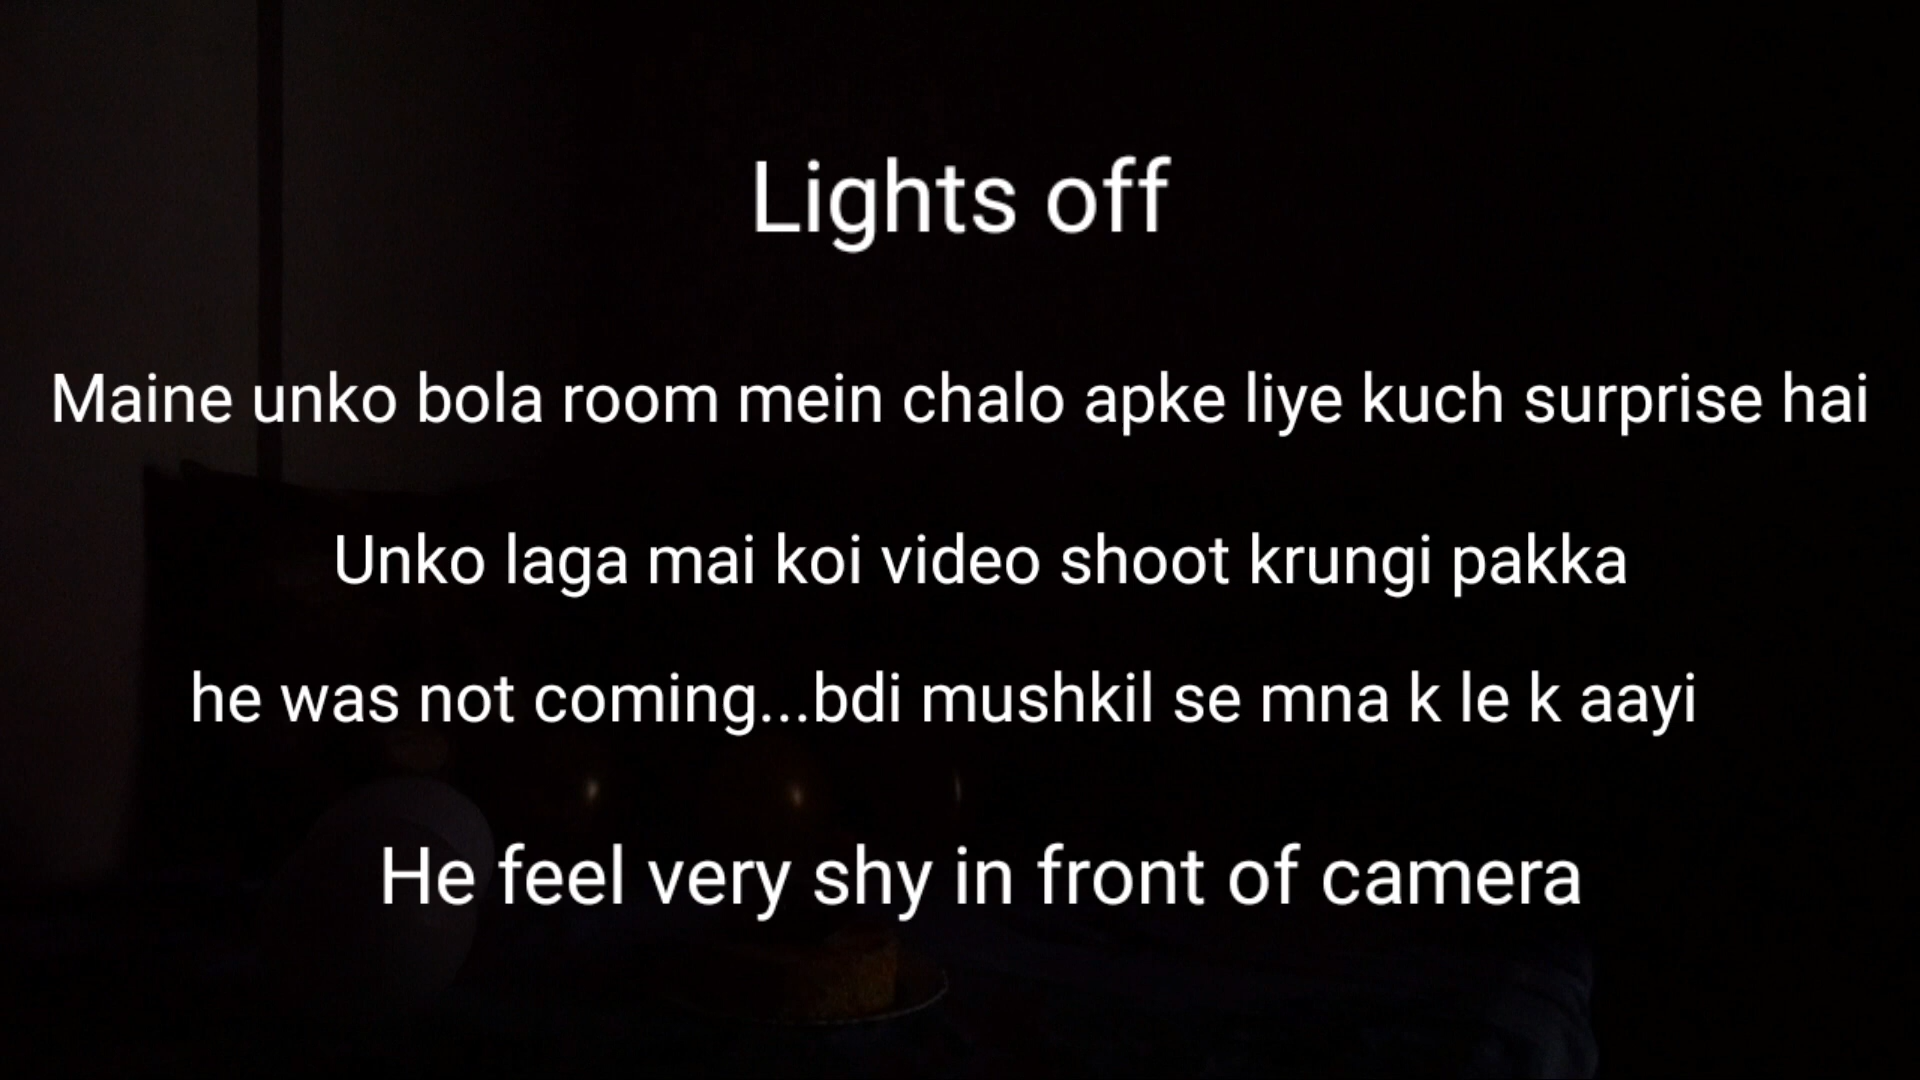 Lights off
Maine unko bola room mein chalo apke liye kuch surprise hai
Unko laga mai koi video shoot krungi pakka
he was not coming...bdi mushkil se mna k le k aayi
He feel very shy in front of camera